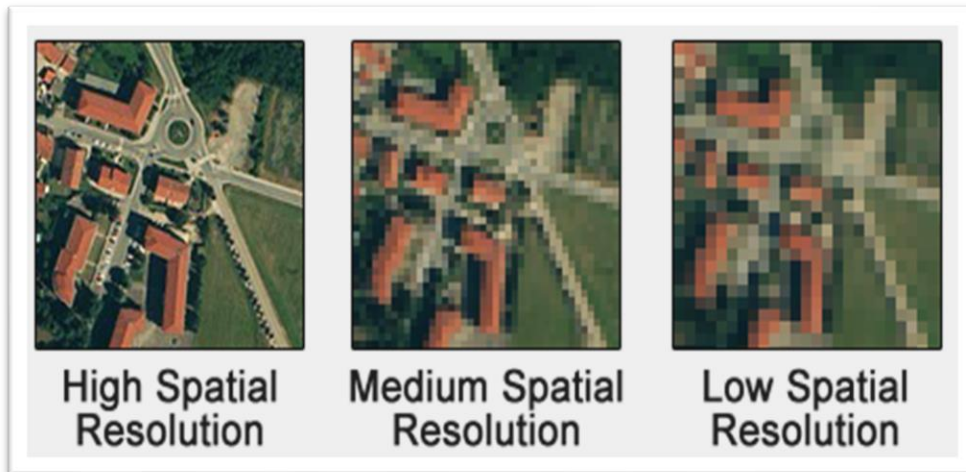 High Spatial
Resolution
Medium Spatial
Resolution
Low Spatial
Resolution